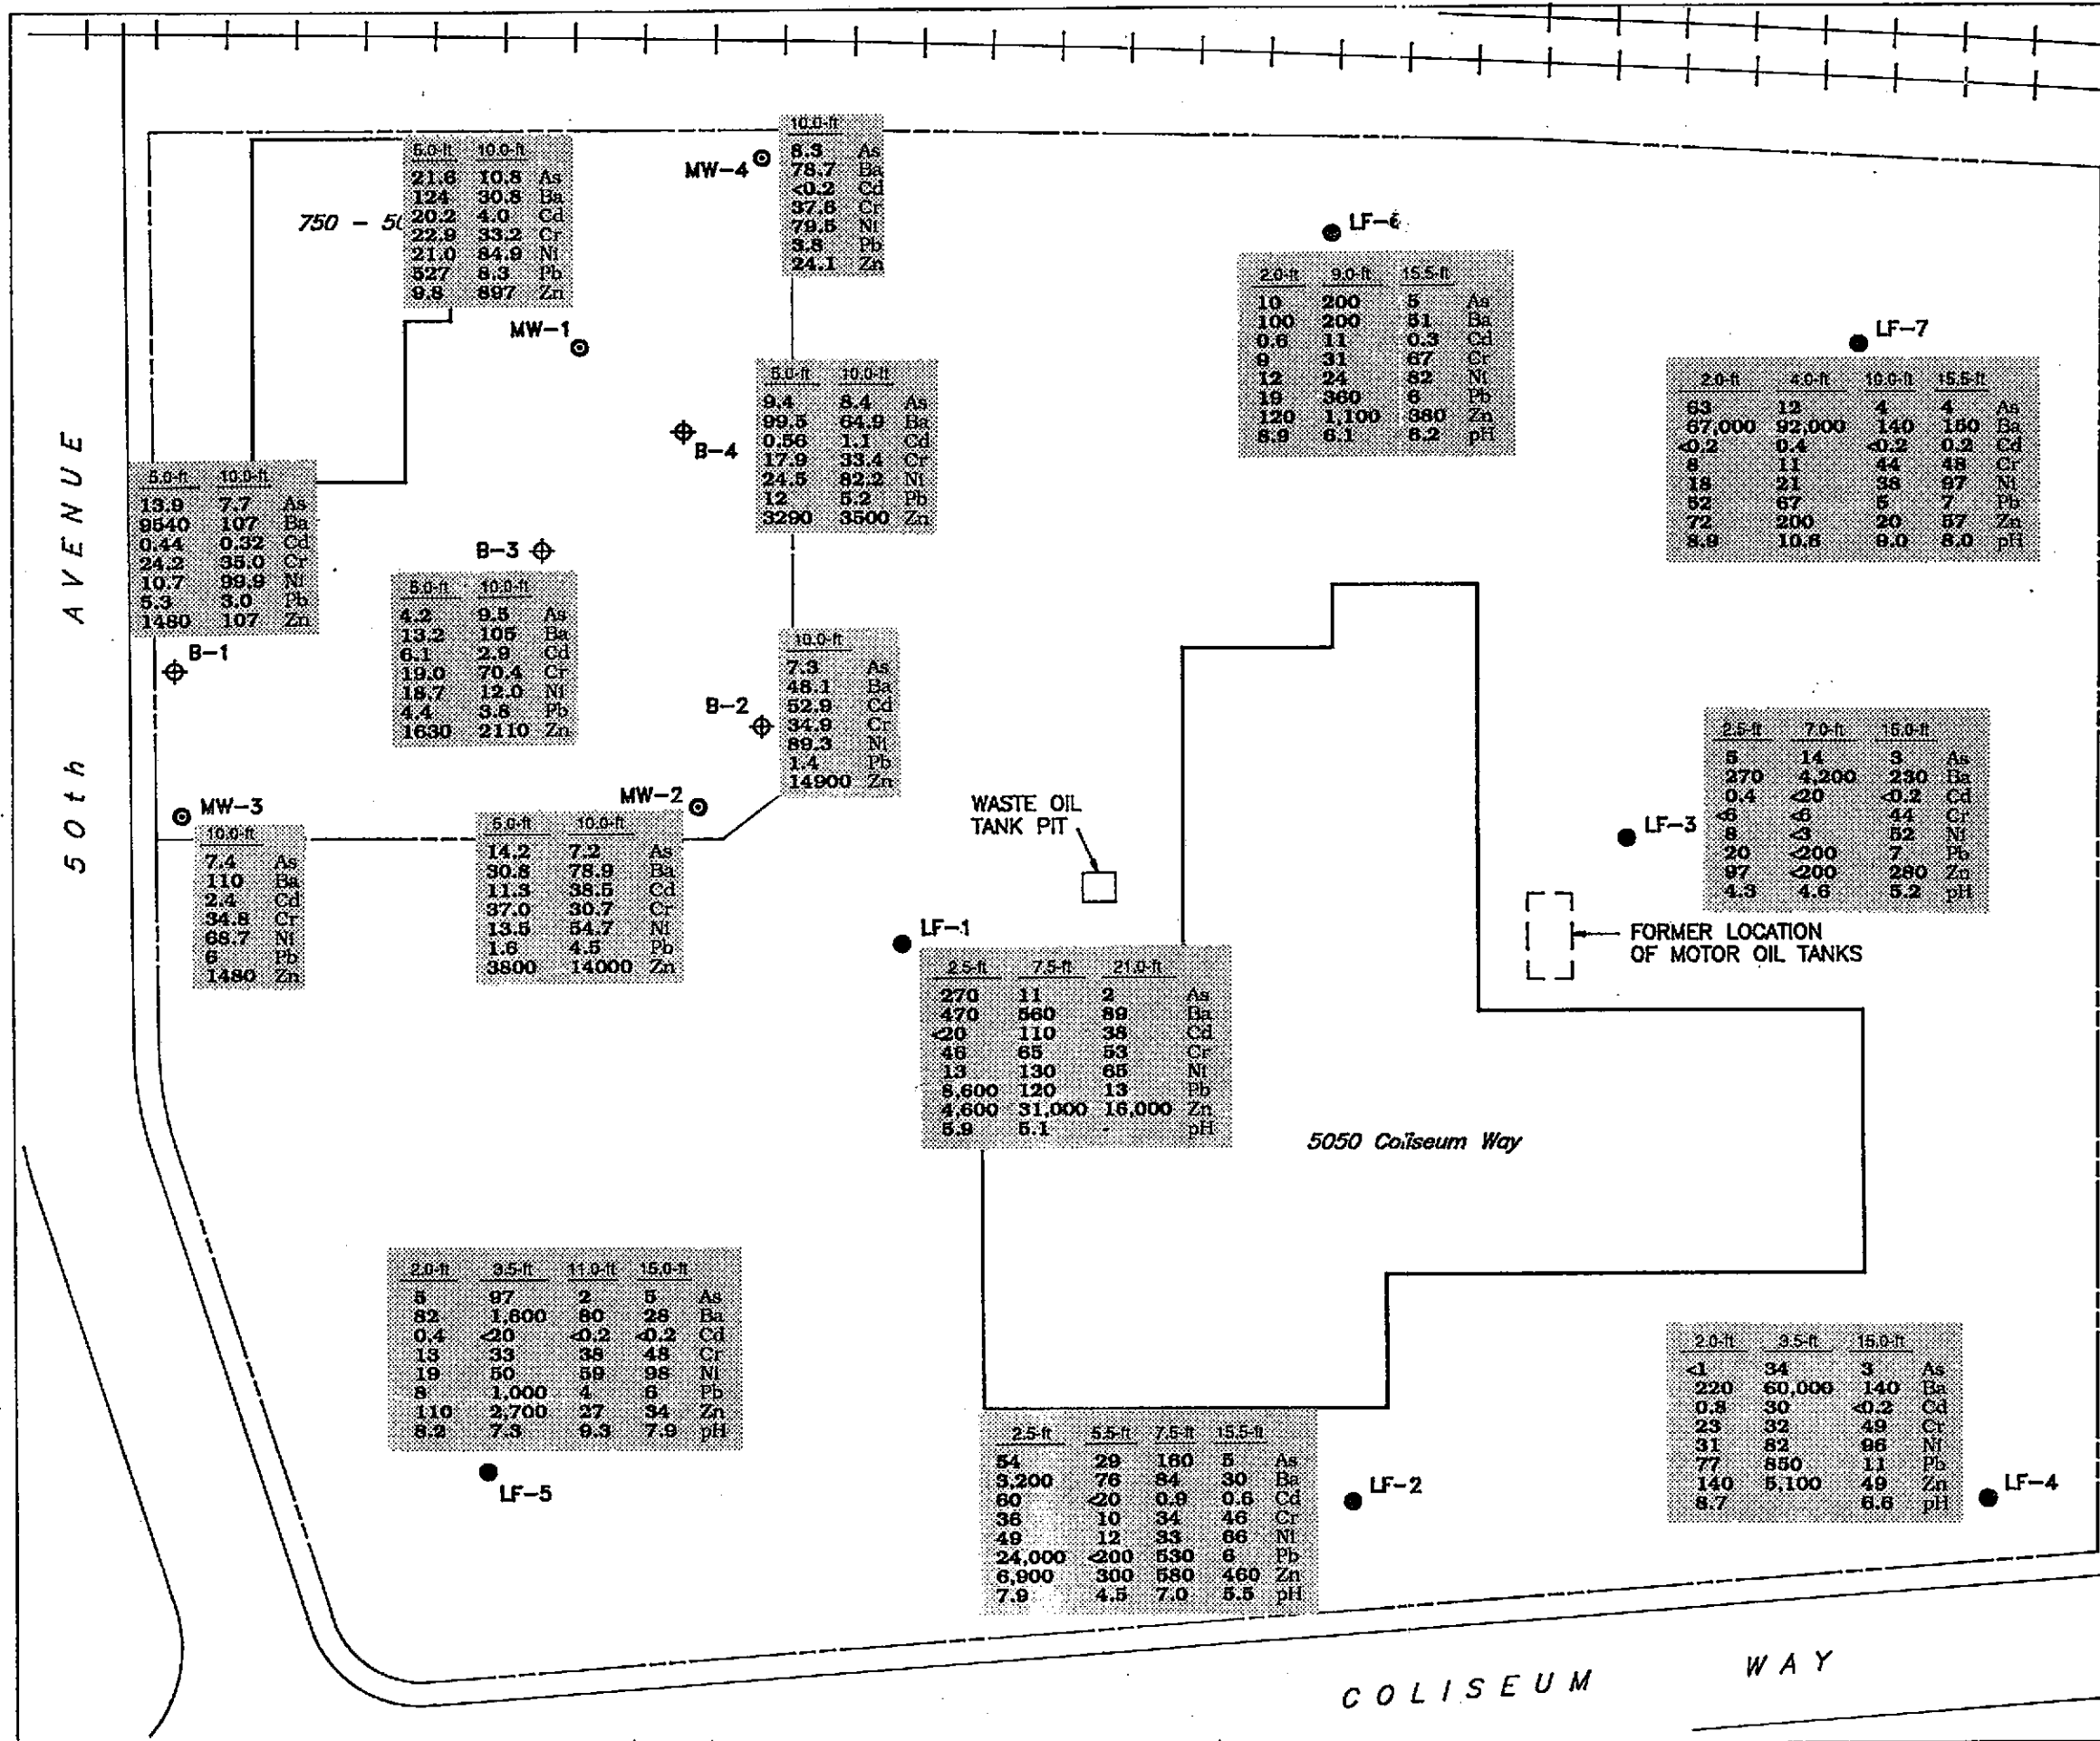 10.0-ft
8.3 As
78.7 Ba
<0.2 Cd
37.6 Cr
79.5 Ni
3.8 Pb
24.1 Zn
MW-4
5.0-ft 10.0-ft
21.6 10.8 As
124 30.8 Ba
20.2 4.0 Cd
22.9 33.2 Cr
21.0 84.9 Ni
527 8.3 Pb
9.8 897 Zn
750 - 50
MW-1
LF-6
2.0-ft 9.0-ft 15.5-ft
10 200 5 As
100 200 51 Ba
0.6 11 0.3 Cd
9 31 67 Cr
12 24 82 Ni
19 360 6 Pb
120 1,100 380 Zn
8.9 6.1 8.2 pH
LF-7
2.0-ft 4.0-ft 10.0-ft 15.5-ft
63 12 4 4 As
67,000 92,000 140 150 Ba
<0.2 0.4 <0.2 0.2 Cd
8 11 44 48 Cr
18 21 38 97 Ni
52 67 5 7 Pb
72 200 20 57 Zn
8.9 10.6 9.0 8.0 pH
5.0-ft 10.0-ft
9.4 8.4 As
99.5 64.9 Ba
0.56 1.1 Cd
17.9 33.4 Cr
24.5 82.2 Ni
12 5.2 Pb
3290 3500 Zn
B-4
50th AVENUE
5.0-ft 10.0-ft
13.9 7.7 As
9540 107 Ba
0.44 0.32 Cd
24.2 35.0 Cr
10.7 99.9 Ni
5.3 3.0 Pb
1480 107 Zn
B-1
B-3
5.0-ft 10.0-ft
4.2 9.5 As
13.2 105 Ba
6.1 2.9 Cd
19.0 70.4 Cr
18.7 12.0 Ni
4.4 3.8 Pb
1630 2110 Zn
10.0-ft
7.3 As
48.1 Ba
52.9 Cd
34.9 Cr
89.3 Ni
1.4 Pb
14900 Zn
B-2
2.5-ft 7.0-ft 15.0-ft
5 14 3 As
270 4,200 230 Ba
0.4 <20 <0.2 Cd
<6 <6 44 Cr
8 <3 52 Ni
20 <200 7 Pb
97 <200 280 Zn
4.3 4.6 5.2 pH
LF-3
MW-3
10.0-ft
7.4 As
110 Ba
2.4 Cd
34.8 Cr
68.7 Ni
6 Pb
1480 Zn
MW-2
5.0-ft 10.0-ft
14.2 7.2 As
30.8 78.9 Ba
11.3 38.5 Cd
37.0 30.7 Cr
13.5 54.7 Ni
1.6 4.5 Pb
3800 14000 Zn
WASTE OIL
TANK PIT
FORMER LOCATION
OF MOTOR OIL TANKS
LF-1
2.5-ft 7.5-ft 21.0-ft
270 11 2 As
470 560 89 Ba
<20 110 38 Cd
46 65 53 Cr
13 130 65 Ni
8,600 120 13 Pb
4,600 31,000 16,000 Zn
5.9 5.1 - pH
5050 Coliseum Way
2.0-ft 3.5-ft 11.0-ft 15.0-ft
5 97 2 5 As
82 1,600 80 28 Ba
0.4 <20 <0.2 <0.2 Cd
13 33 38 48 Cr
19 50 59 98 Ni
8 1,000 4 6 Pb
110 2,700 27 34 Zn
8.2 7.3 9.3 7.9 pH
LF-5
2.5-ft 5.5-ft 7.5-ft 15.5-ft
54 29 160 5 As
3,200 76 84 30 Ba
60 <20 0.9 0.6 Cd
36 10 34 46 Cr
49 12 33 66 Ni
24,000 <200 530 6 Pb
6,900 300 580 460 Zn
7.9 4.5 7.0 5.5 pH
LF-2
2.0-ft 3.5-ft 15.0-ft
<1 34 3 As
220 60,000 140 Ba
0.8 30 <0.2 Cd
23 32 49 Cr
31 82 96 Ni
77 850 11 Pb
140 5,100 49 Zn
8.7 6.6 pH
LF-4
COLISEUM WAY